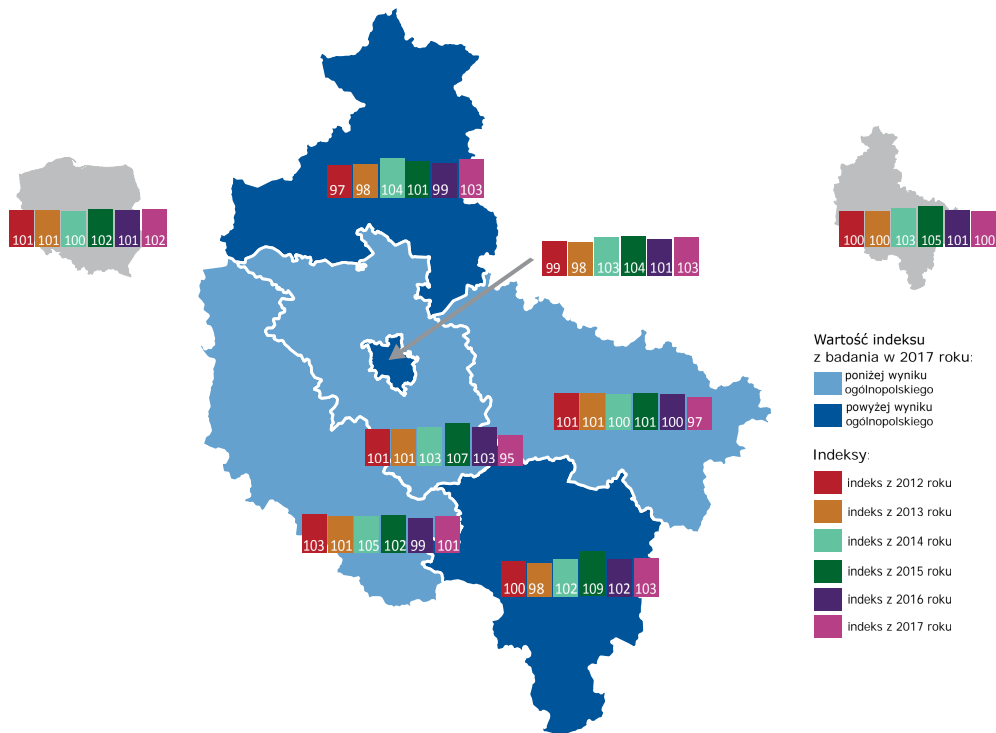 97 98 104 101 99 103
101 101 100 102 101 102
100 100 103 105 101 100
99 98 103 104 101 103
Wartość indeksu
z badania w 2017 roku:
poniżej wyniku
ogólnopolskiego
powyżej wyniku
ogólnopolskiego
101 101 100 101 100 97
101 101 103 107 103 95
Indeksy:
indeks z 2012 roku
indeks z 2013 roku
indeks z 2014 roku
indeks z 2015 roku
indeks z 2016 roku
indeks z 2017 roku
103 101 105 102 99 101
100 98 102 109 102 103